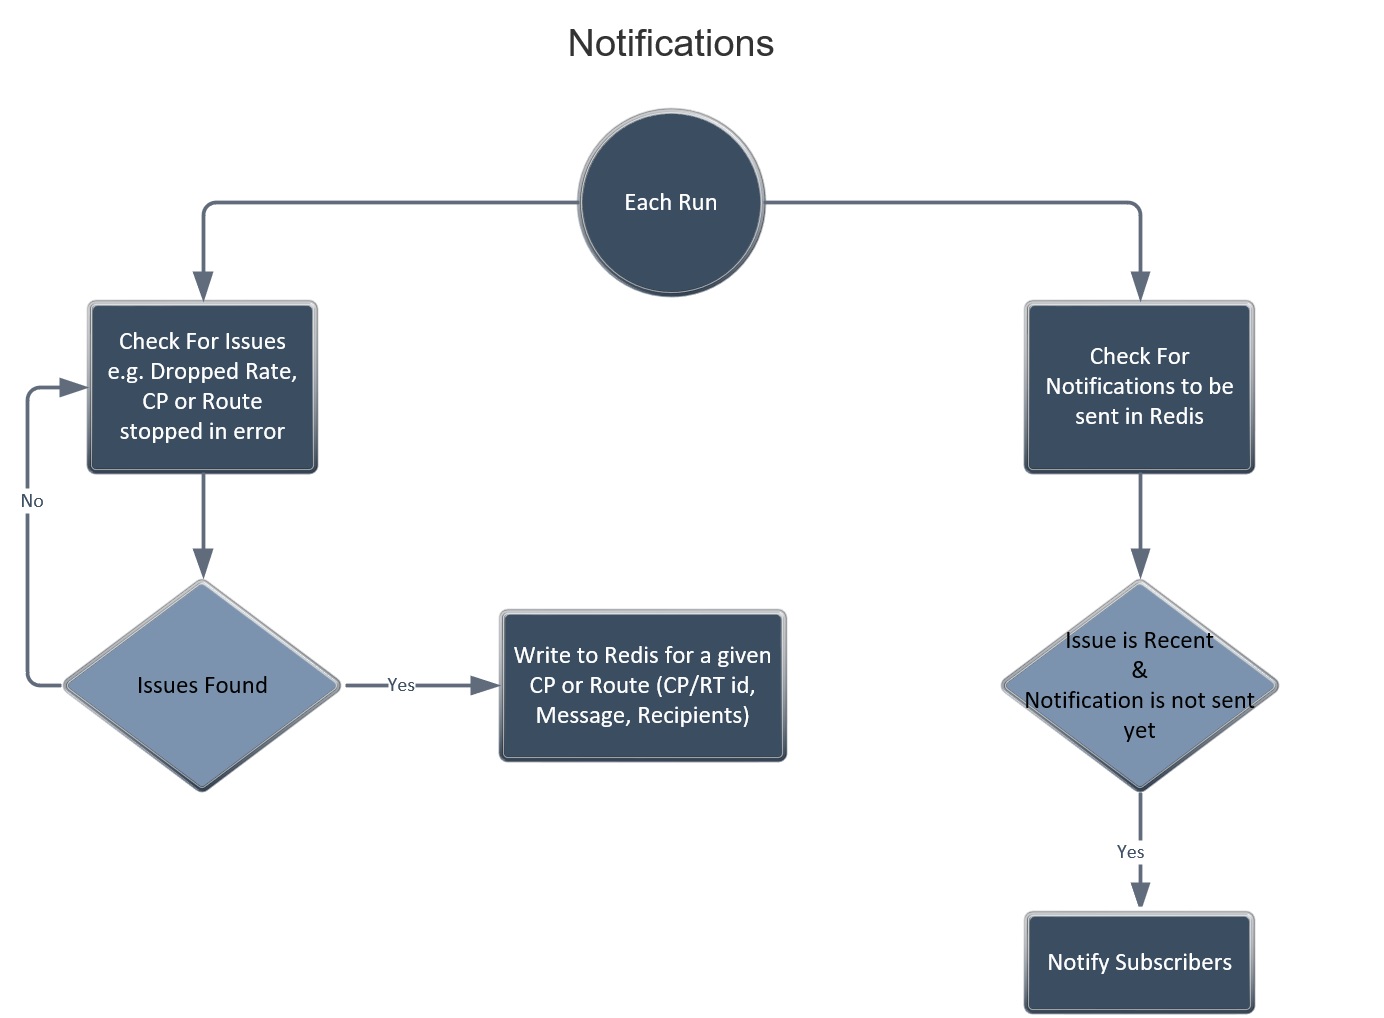 Notifications
Each Run
Check For Issues
e.g. Dropped Rate,
CP or Route
stopped in error
Check For
Notifications to be
sent in Redis
No
Issues Found
Yes
Write to Redis for a given
CP or Route (CP/RT id,
Message, Recipients)
Issue is Recent
&
Notification is not sent
yet
Yes
Notify Subscribers